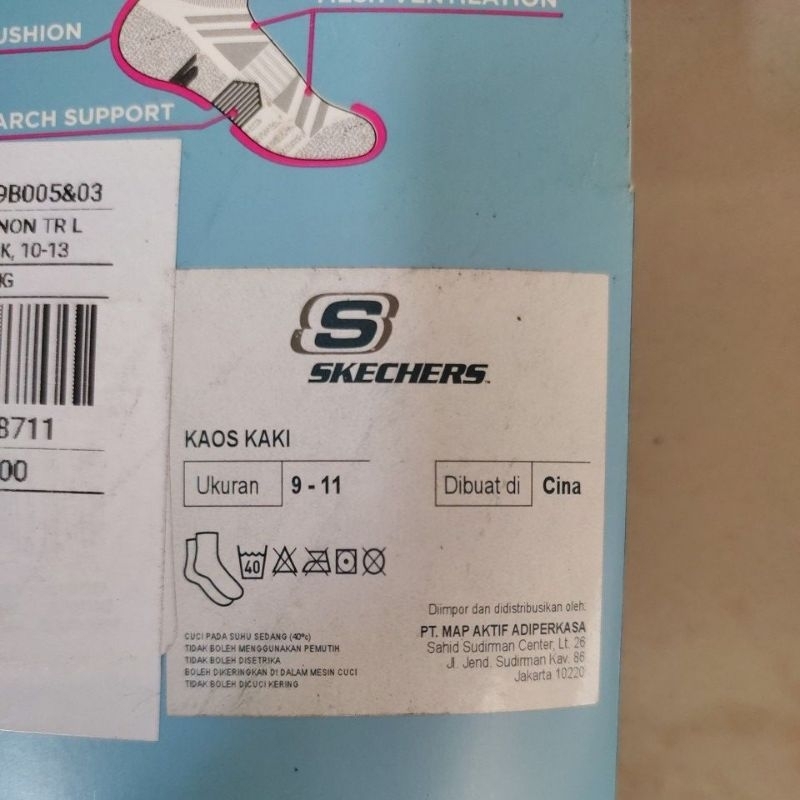 MESH VENTILATION
USHION
ARCH SUPPORT
9B005&03
NON TR L
K, 10-13
G
8711
00
S
SKECHERS
KAOS KAKI
Ukuran 9 - 11 Dibuat di Cina
40
CUCI PADA SUHU SEDANG (40°c)
TIDAK BOLEH MENGGUNAKAN PEMUTIH
TIDAK BOLEH DISETRIKA
BOLEH DIKERINGKAN DI DALAM MESIN CUCI
TIDAK BOLEH DICUCI KERING
Diimpor dan didistribusikan oleh:
PT. MAP AKTIF ADIPERKASA
Sahid Sudirman Center, Lt. 26
Jl. Jend. Sudirman Kav. 86
Jakarta 10220